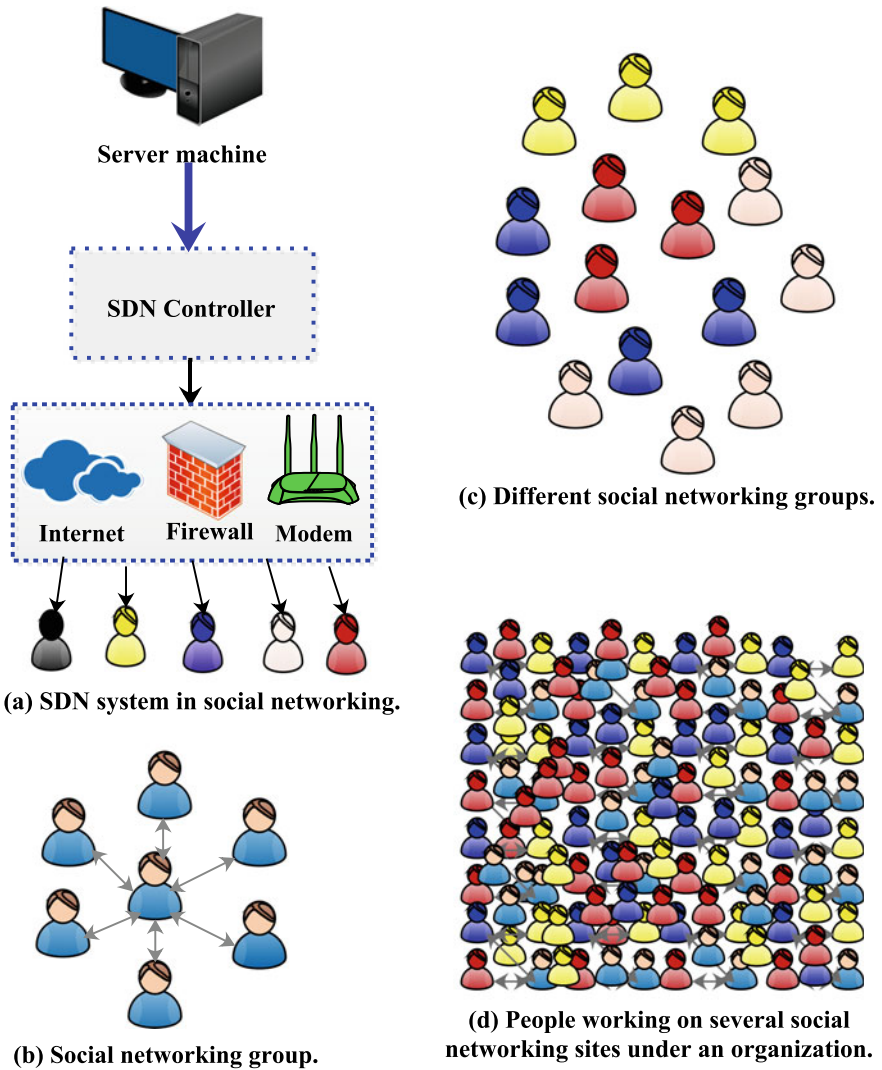 Server machine
SDN Controller
Internet
Firewall
Modem
(a) SDN system in social networking.
(b) Social networking group.
(c) Different social networking groups.
(d) People working on several social
networking sites under an organization.